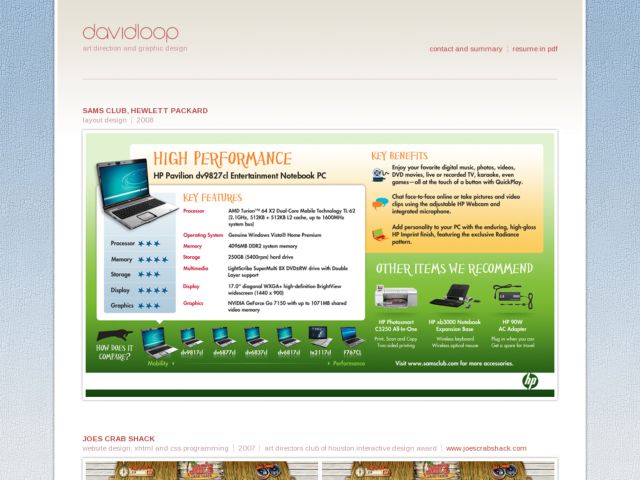 davidloop
art direction and graphic design
contact and summary | resume in pdf
SAMS CLUB, HEWLETT PACKARD
layout design | 2008
HIGH PERFORMANCE
HP Pavilion dv9827cl Entertainment Notebook PC
KEY FEATURES
Processor AMD Turion™ 64 X2 Dual-Core Mobile Technology TL-62
(2.1GHz, 512KB + 512KB L2 cache, up to 1600MHz
system bus)
Operating System Genuine Windows Vista® Home Premium
Memory 4096MB DDR2 system memory
Storage 250GB (5400rpm) hard drive
Multimedia LightScribe SuperMulti 8X DVD±RW drive with Double
Layer support
Display 17.0" diagonal WXGA+ high-definition BrightView
widescreen (1440 x 900)
Graphics NVIDIA GeForce Go 7150 with up to 1071MB shared
video memory
Processor
Memory
Storage
Display
Graphics
KEY BENEFITS
Enjoy your favorite digital music, photos, videos,
DVD movies, live or recorded TV, karaoke, even
games—all at the touch of a button with QuickPlay.
Chat face-to-face online or take pictures and video
clips using the adjustable HP Webcam and
integrated microphone.
Add personality to your PC with the enduring, high-gloss
HP Imprint finish, featuring the exclusive Radiance
pattern.
OTHER ITEMS WE RECOMMEND
HP Photosmart
C5250 All-in-One
Print, Scan and Copy
Two-sided printing
HP xb3000 Notebook
Expansion Base
Wireless keyboard
Wireless optical mouse
HP 90W
AC Adapter
Plug in when you can
Get a spare for travel
HOW DOES IT
COMPARE?
dv9817cl dv6877cl dv6837cl dv6817cl tx2117cl F767CL
Mobility Performance
Visit www.samsclub.com for more accessories.
hp
JOES CRAB SHACK
website design, xhtml and css programming | 2007 | art directors club of houston interactive design award | www.joescrabshack.com